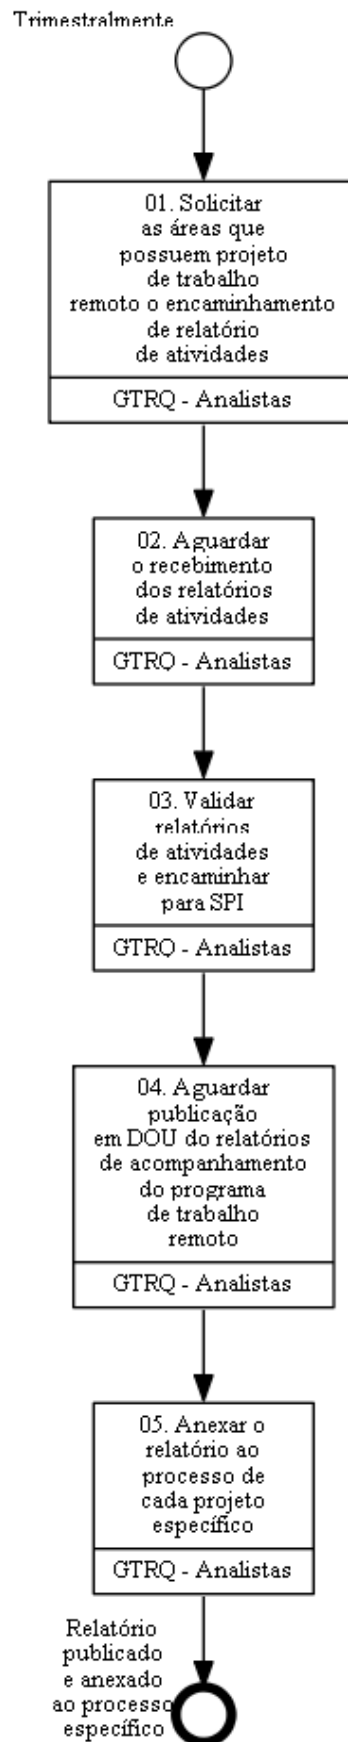 Trimestralmente
01. Solicitar
as áreas que
possuem projeto
de trabalho
remoto o encaminhamento
de relatório
de atividades
GTRQ - Analistas
02. Aguardar
o recebimento
dos relatórios
de atividades
GTRQ - Analistas
03. Validar
relatórios
de atividades
e encaminhar
para SPI
GTRQ - Analistas
04. Aguardar
publicação
em DOU do relatórios
de acompanhamento
do programa
de trabalho
remoto
GTRQ - Analistas
05. Anexar o
relatório ao
processo de
cada projeto
específico
GTRQ - Analistas
Relatório
publicado
e anexado
ao processo
específico